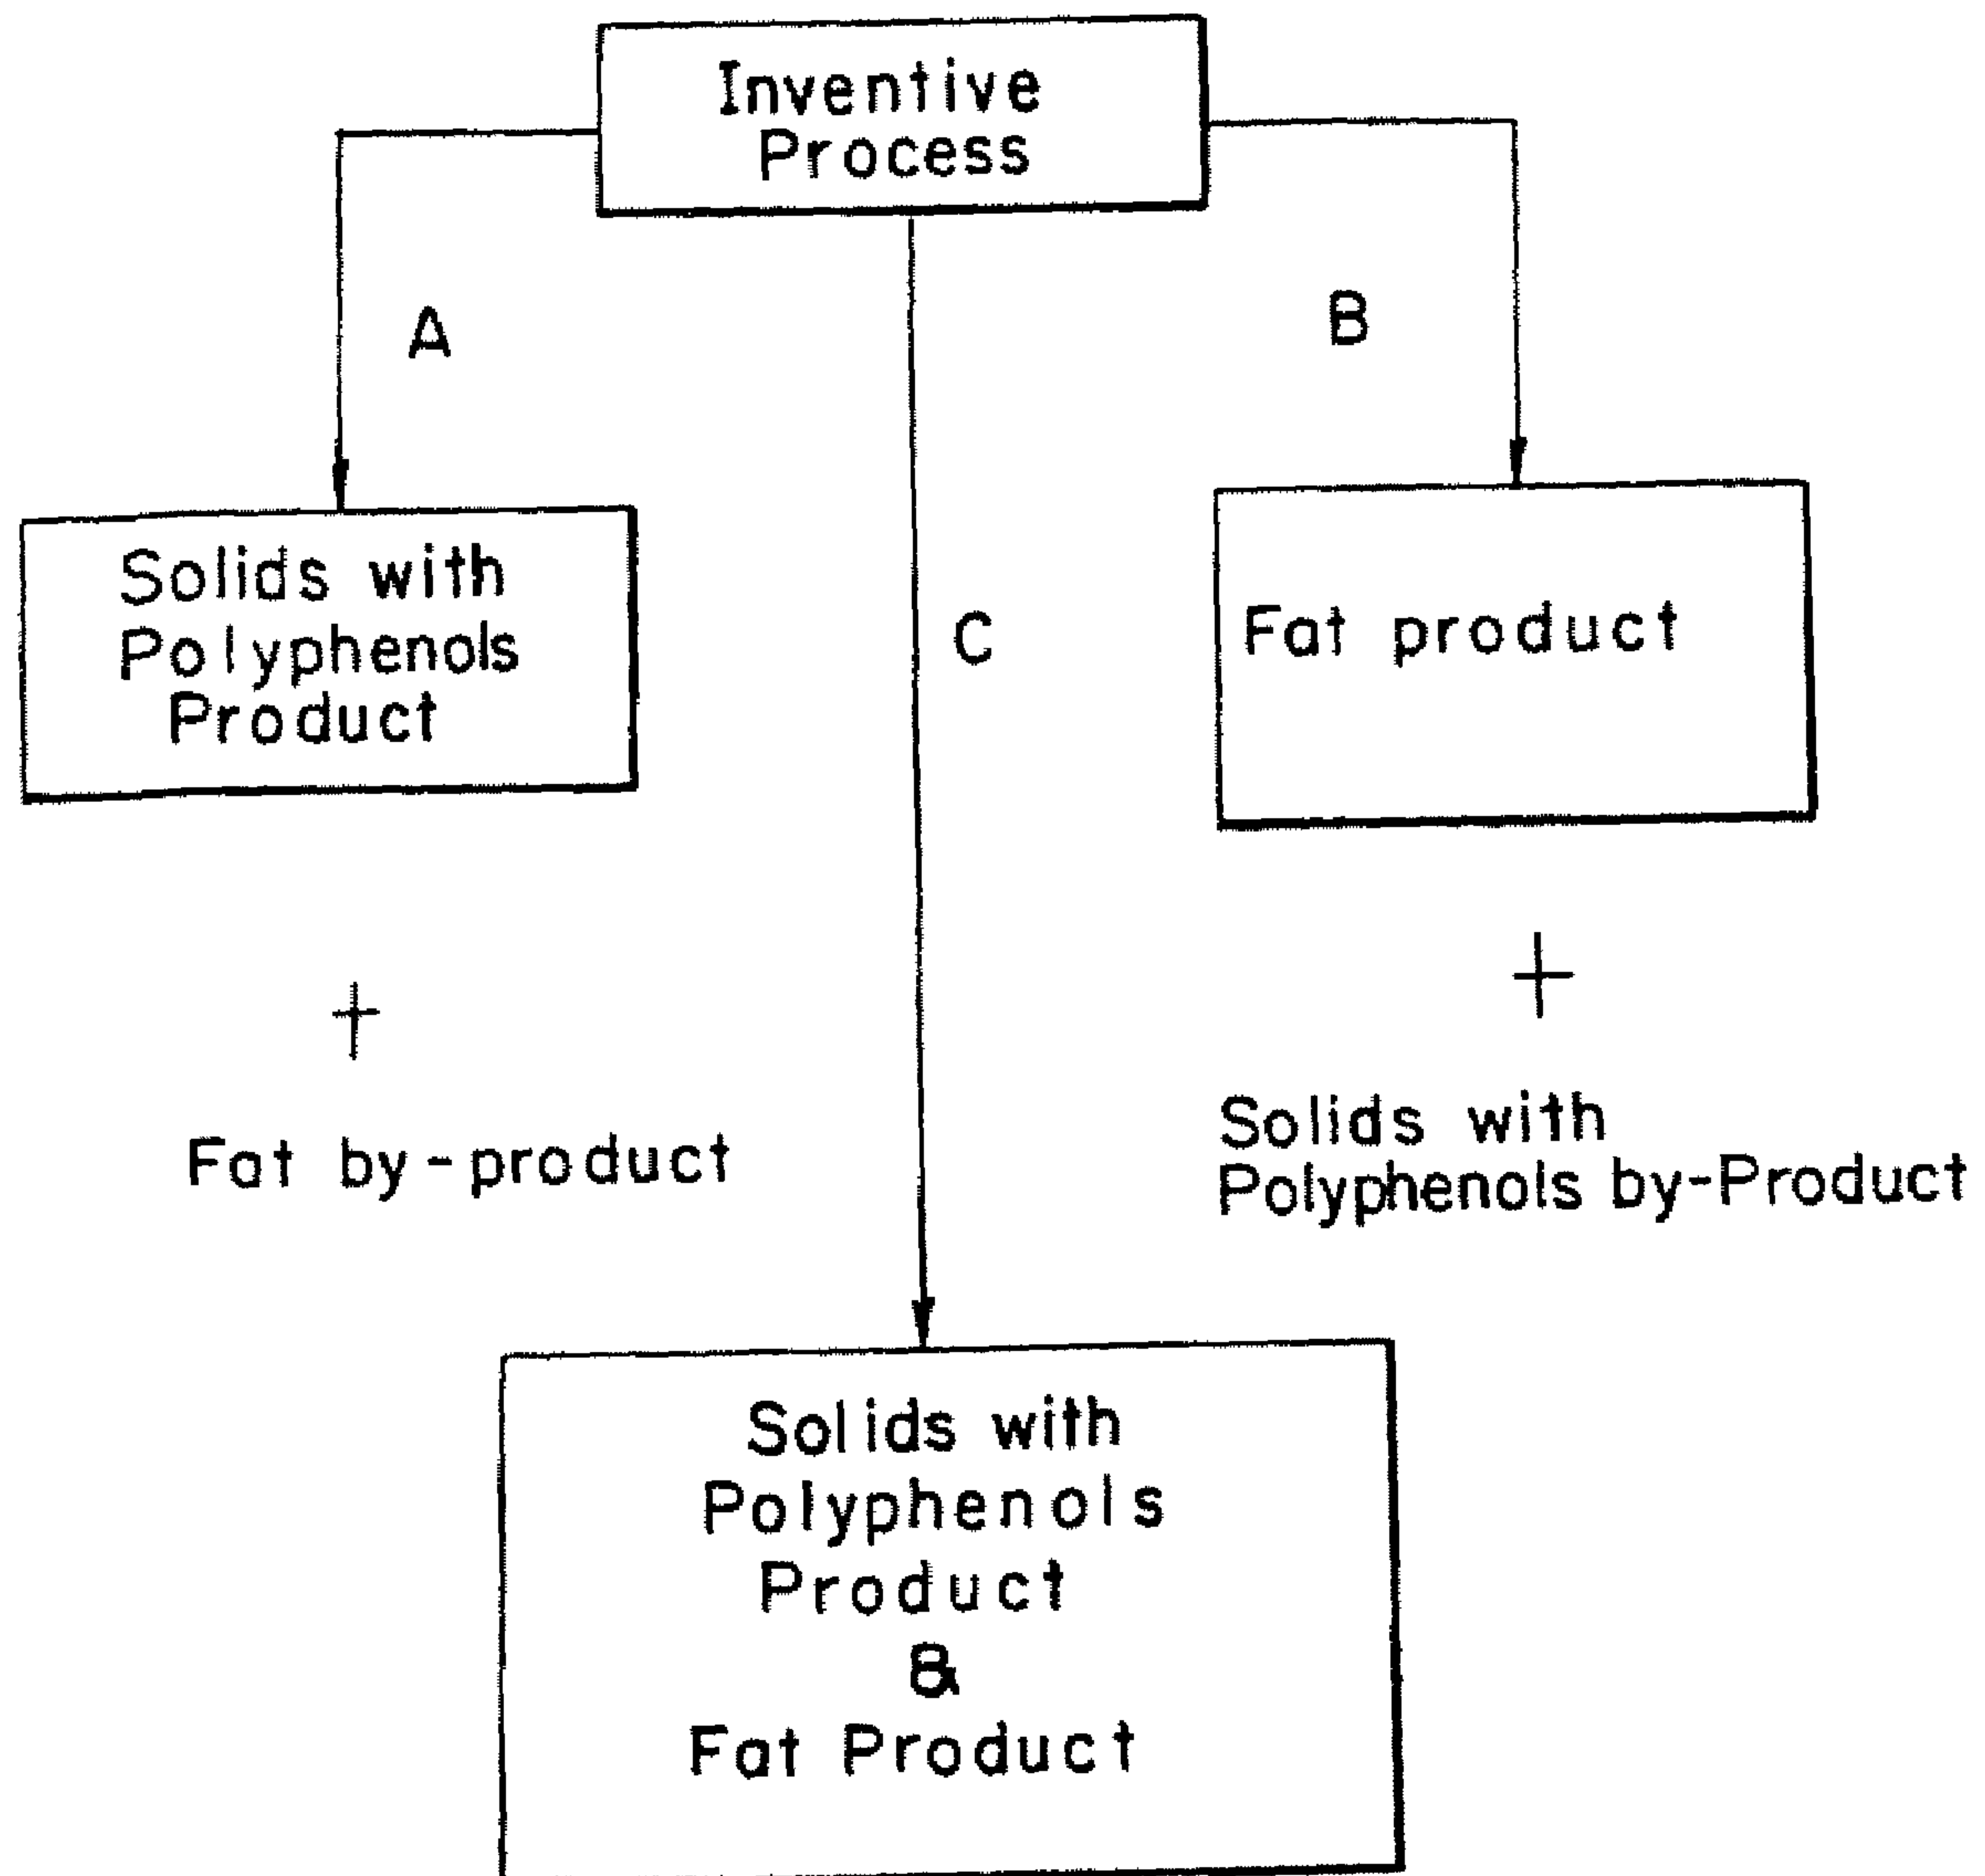 Inventive
Process
A
B
Solids with
Polyphenols
Product
Fat product
C
+
+
Fat by-product
Solids with
Polyphenols by-Product
Solids with
Polyphenols
Product
&
Fat Product